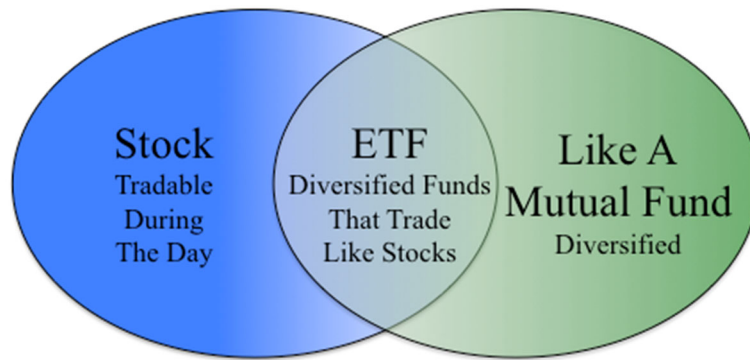 Stock
Tradable
During
The Day
ETF
Diversified Funds
That Trade
Like Stocks
Like A
Mutual Fund
Diversified